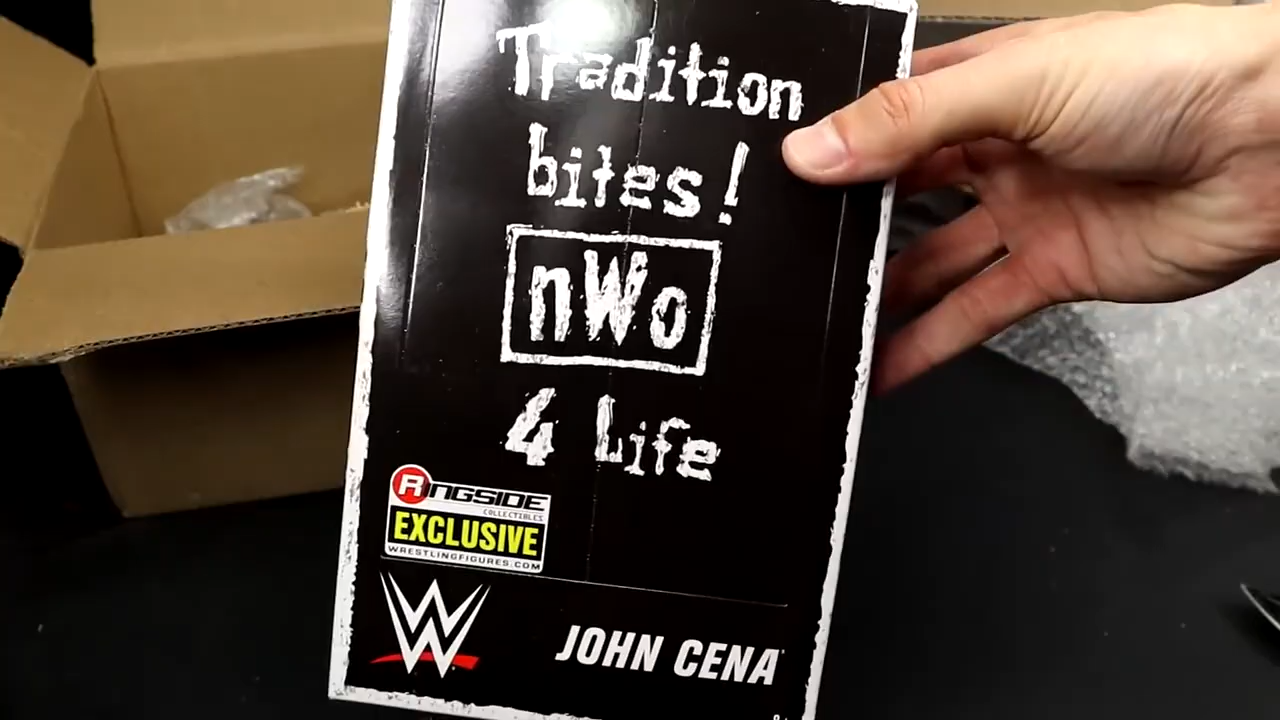 Tradition
bites!
nWo
4 Life
RINGSIDE
COLLECTIBLES
EXCLUSIVE
WRESTLINGFIGURES.COM
W
JOHN CENA